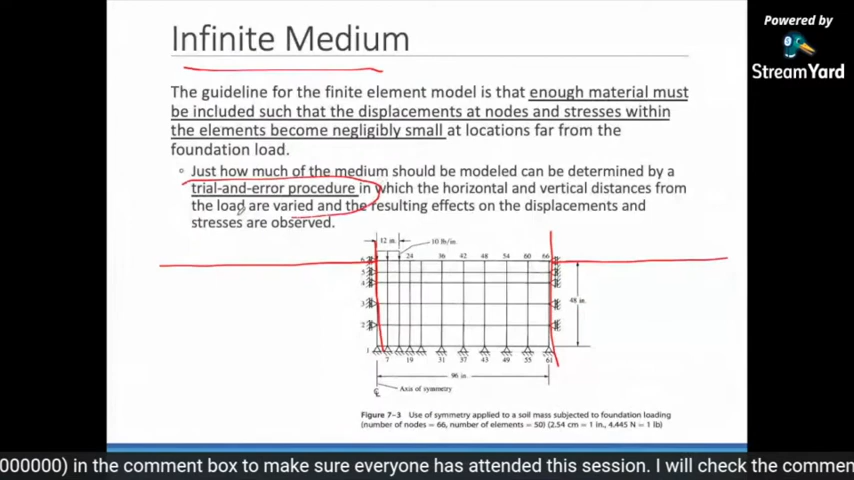 Infinite Medium
Powered by
StreamYard
The guideline for the finite element model is that enough material must
be included such that the displacements at nodes and stresses within
the elements become negligibly small at locations far from the
foundation load.
Just how much of the medium should be modeled can be determined by a
trial-and-error procedure in which the horizontal and vertical distances from
the load are varied and the resulting effects on the displacements and
stresses are observed.
12 in.
10 lb/in.
6 24 36 42 48 54 60 66
5
4
3
2
1
48 in.
7 19 31 37 43 49 55 61
96 in.
Axis of symmetry
Figure 7–3 Use of symmetry applied to a soil mass subjected to foundation loading
(number of nodes = 66, number of elements = 50) (2.54 cm = 1 in., 4.445 N = 1 lb)
000000) in the comment box to make sure everyone has attended this session. I will check the commen